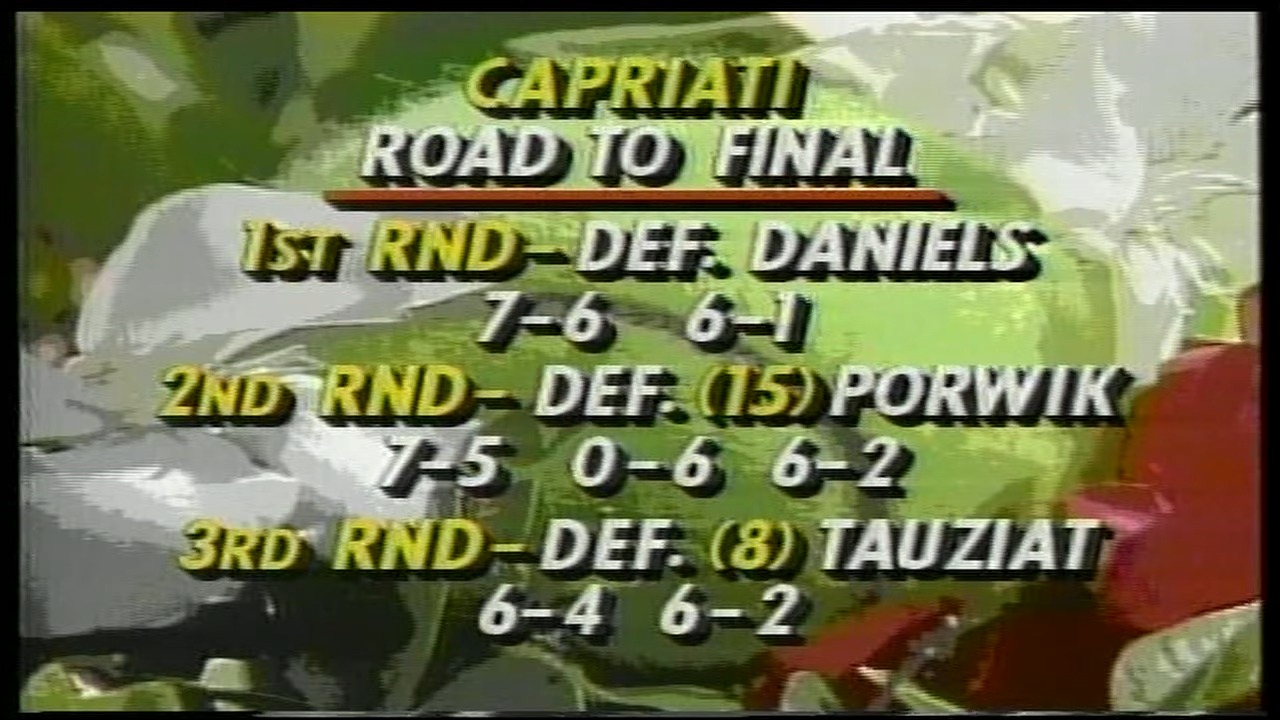 CAPRIATI
ROAD TO FINAL
1ST RND-DEF. DANIELS
7-6 6-1
2ND RND- DEF. (15) PORWIK
7-5 0-6 6-2
3RD RND-DEF. (8) TAUZIAT
6-4 6-2